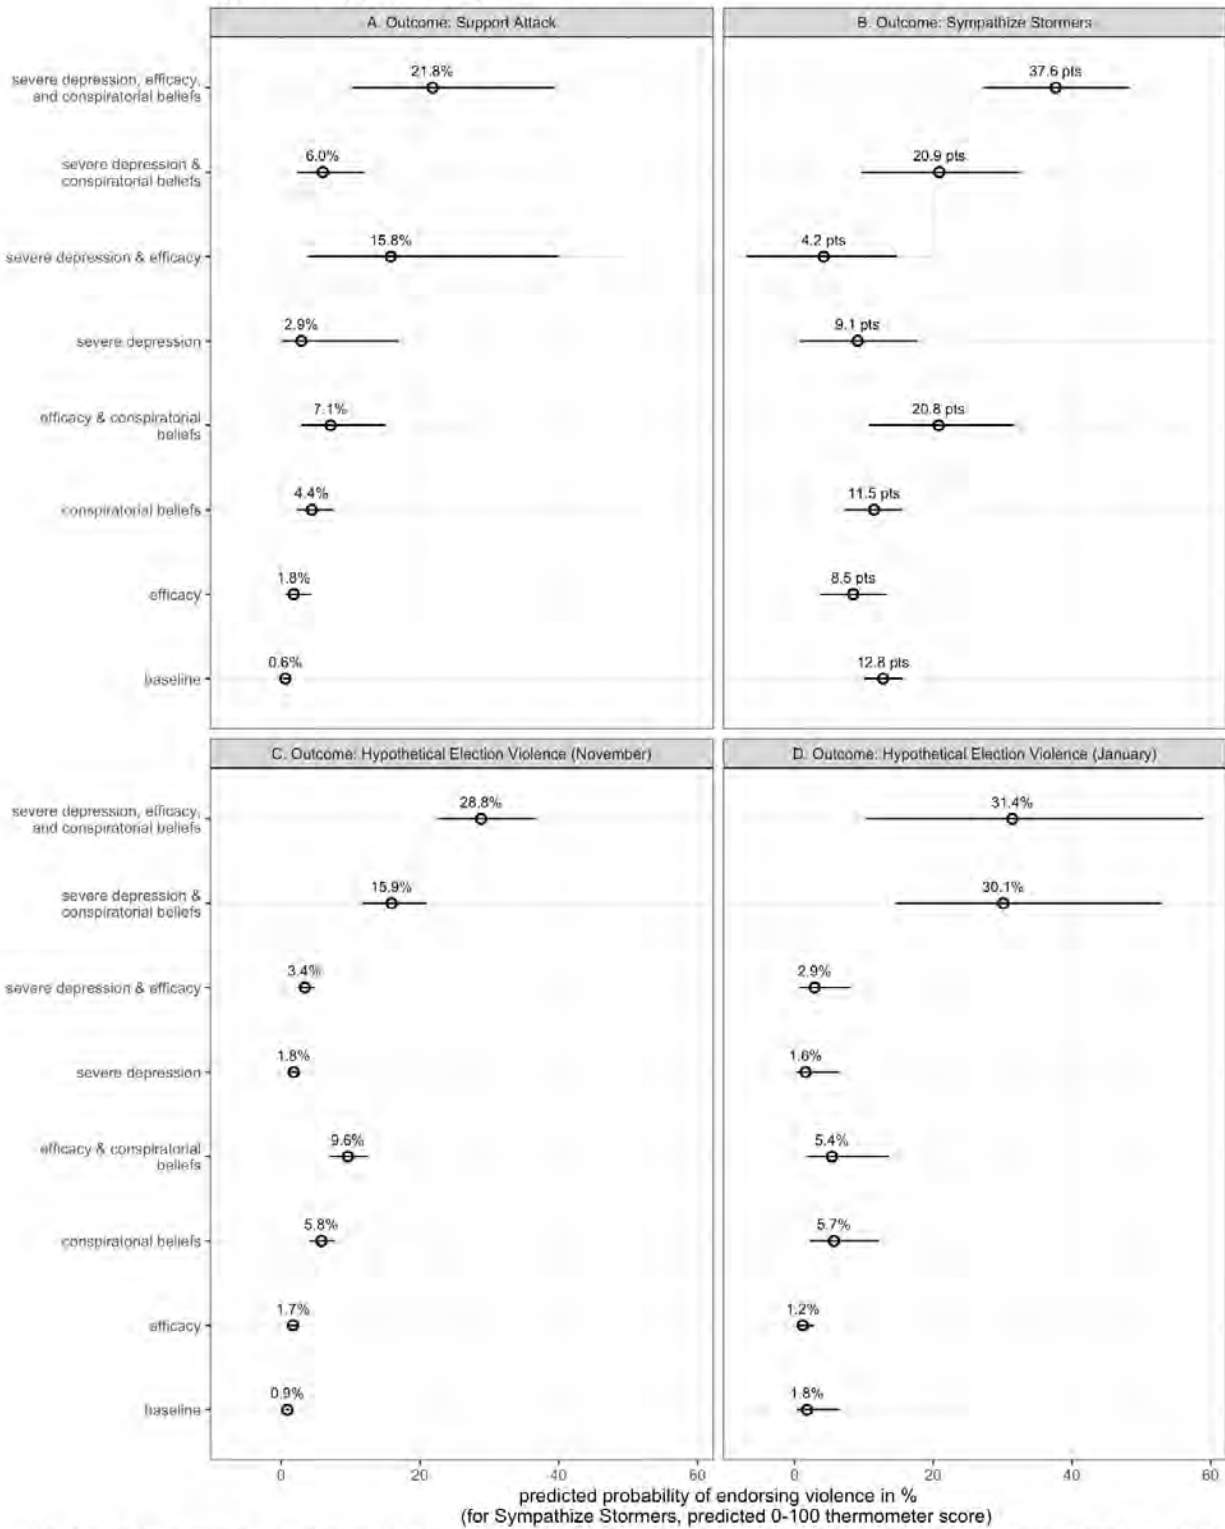 A. Outcome: Support Attack
B. Outcome: Sympathize Stormers
severe depression, efficacy,
and conspiratorial beliefs
21.8%
37.6 pts
severe depression &
conspiratorial beliefs
6.0%
20.9 pts
severe depression & efficacy
15.8%
4.2 pts
severe depression
2.9%
9.1 pts
efficacy & conspiratorial
beliefs
7.1%
20.8 pts
conspiratorial beliefs
4.4%
11.5 pts
efficacy
1.8%
8.5 pts
baseline
0.6%
12.8 pts
C. Outcome: Hypothetical Election Violence (November)
D. Outcome: Hypothetical Election Violence (January)
severe depression, efficacy,
and conspiratorial beliefs
28.8%
31.4%
severe depression &
conspiratorial beliefs
15.9%
30.1%
severe depression & efficacy
3.4%
2.9%
severe depression
1.8%
1.6%
efficacy & conspiratorial
beliefs
9.6%
5.4%
conspiratorial beliefs
5.8%
5.7%
efficacy
1.7%
1.2%
baseline
0.9%
1.8%
0 20 40 60 0 20 40 60
predicted probability of endorsing violence in %
(for Sympathize Stormers, predicted 0-100 thermometer score)